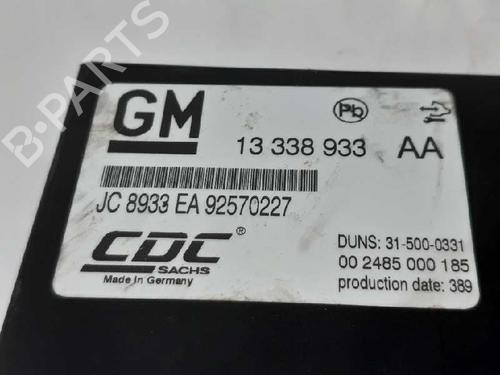 B-PARTS
GM
Pb
13 338 933 AA
JC 8933 EA 92570227
CDC®
SACHS
Made in Germany
DUNS: 31-500-0331
00 2485 000 185
production date: 389